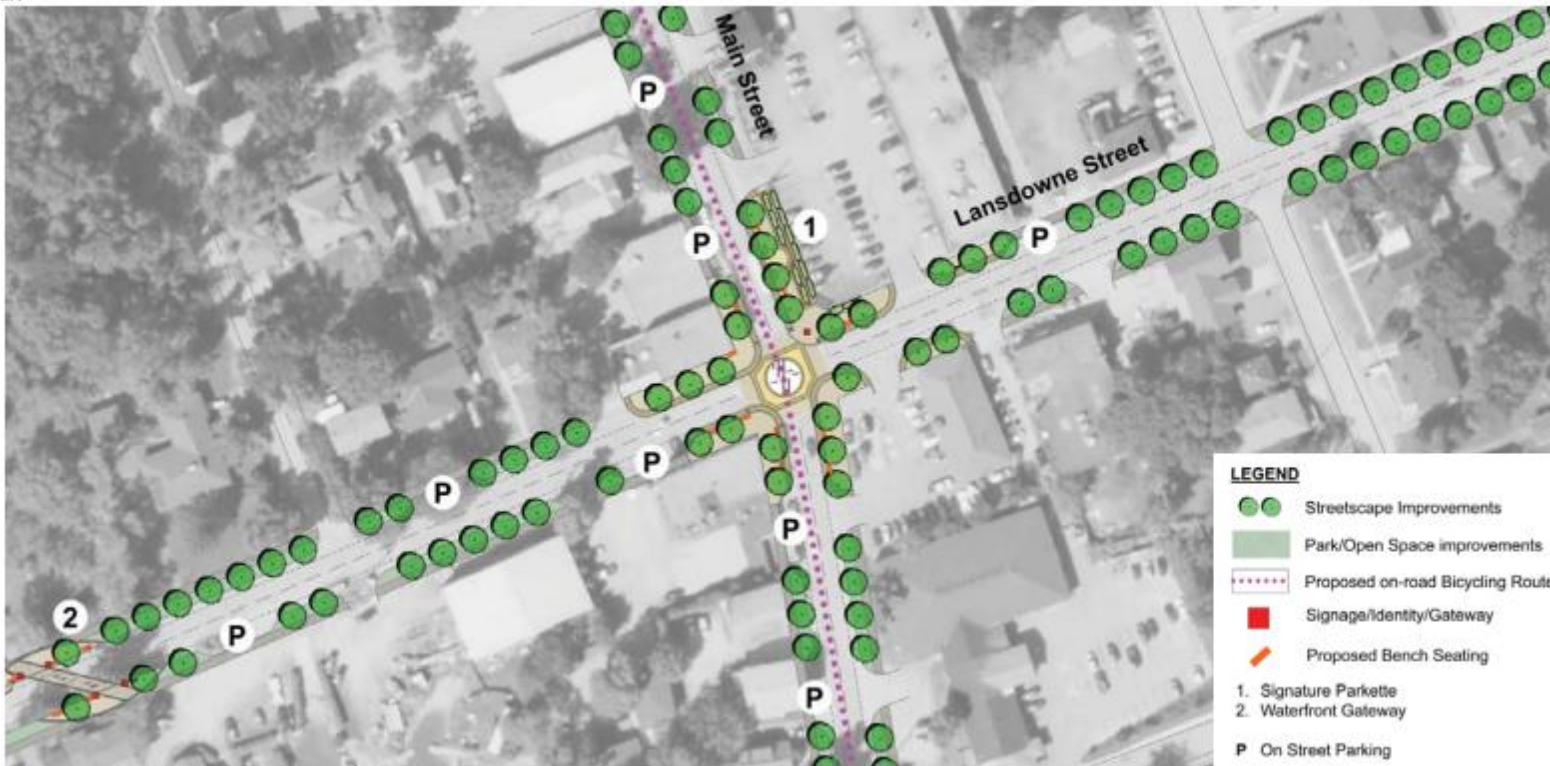 Main Street
P
P
1
Lansdowne Street
P
P
P
P
2
P
P
LEGEND
Streetscape Improvements
Park/Open Space improvements
Proposed on-road Bicycling Route
Signage/Identity/Gateway
Proposed Bench Seating
1. Signature Parkette
2. Waterfront Gateway
P On Street Parking